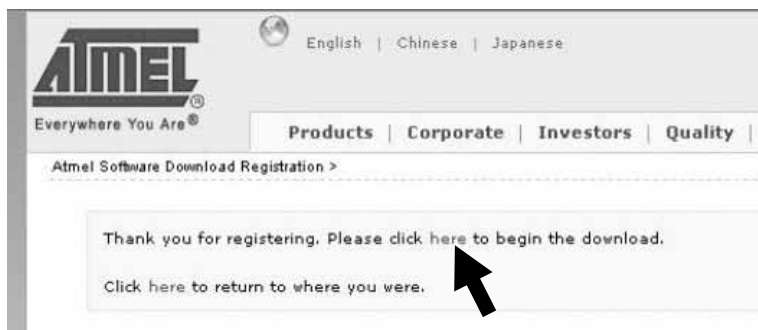 English | Chinese | Japanese
ATMEL®
Everywhere You Are®
Products | Corporate | Investors | Quality |
Atmel Software Download Registration >
Thank you for registering. Please click here to begin the download.
Click here to return to where you were.